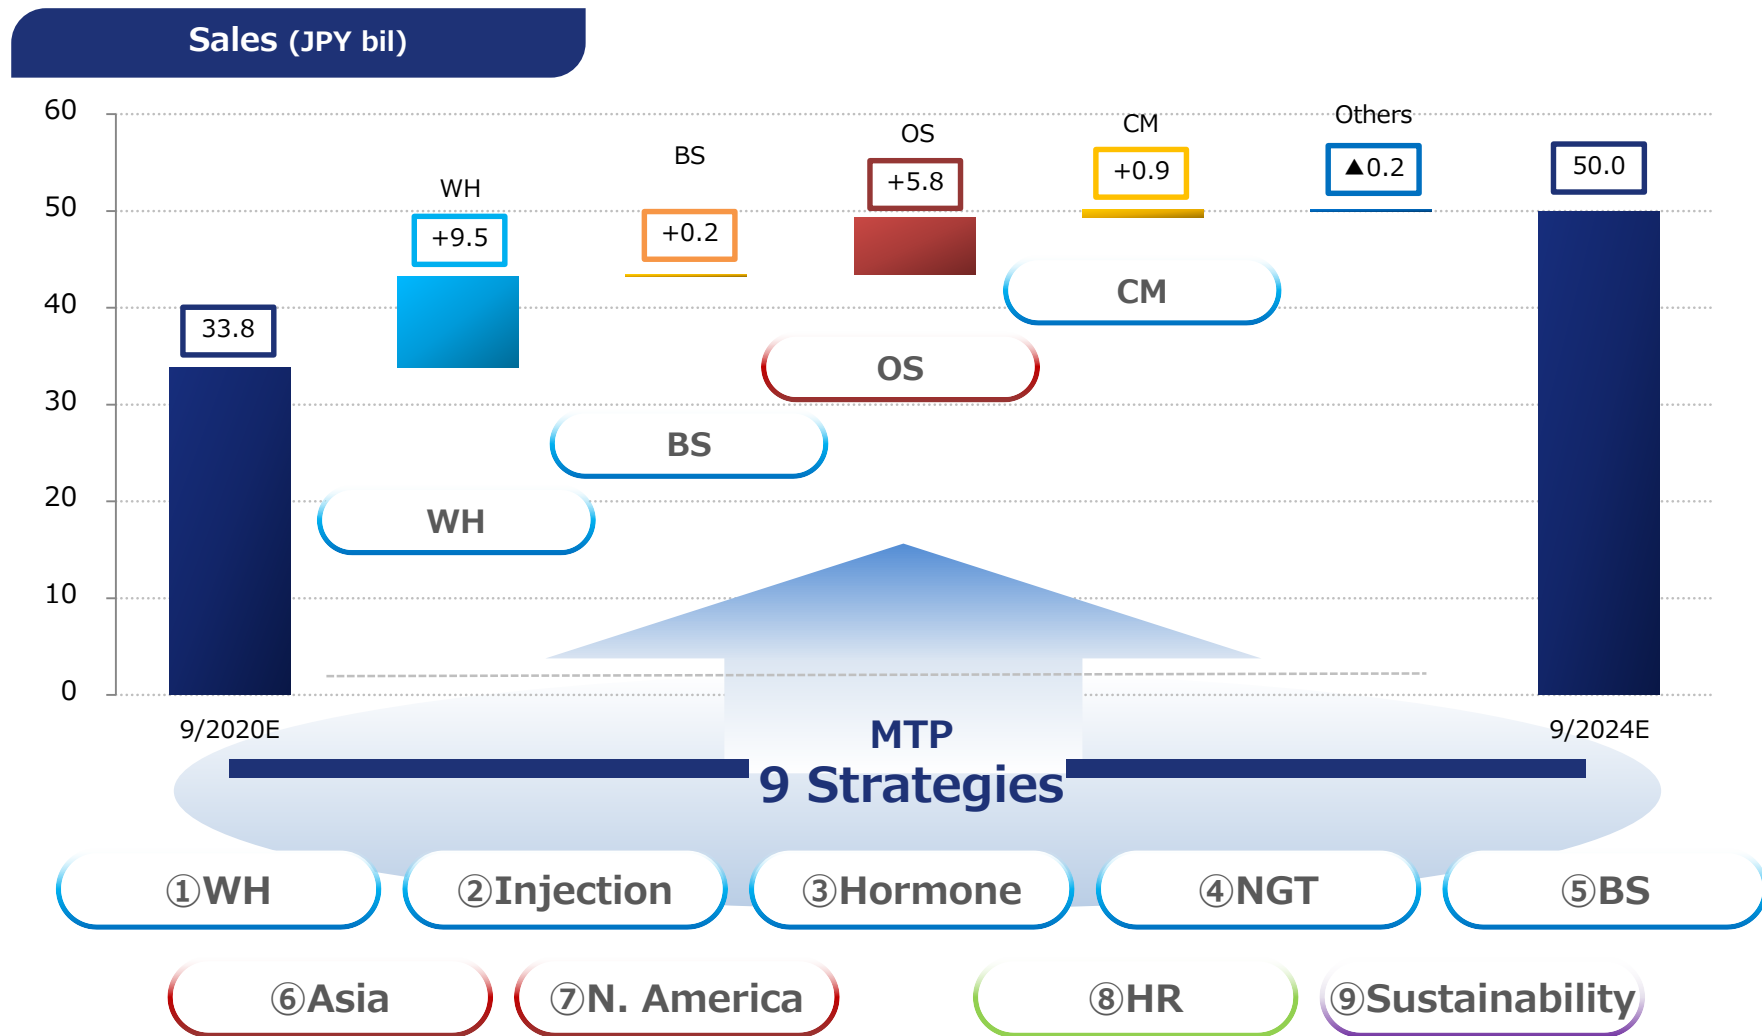 Sales (JPY bil)
60
50
40
30
20
10
0
33.8
WH
+9.5
BS
+0.2
OS
+5.8
CM
+0.9
Others
▲0.2
50.0
CM
OS
BS
WH
9/2020E
9/2024E
MTP
9 Strategies
①WH
②Injection
③Hormone
④NGT
⑤BS
⑥Asia
⑦N. America
⑧HR
⑨Sustainability